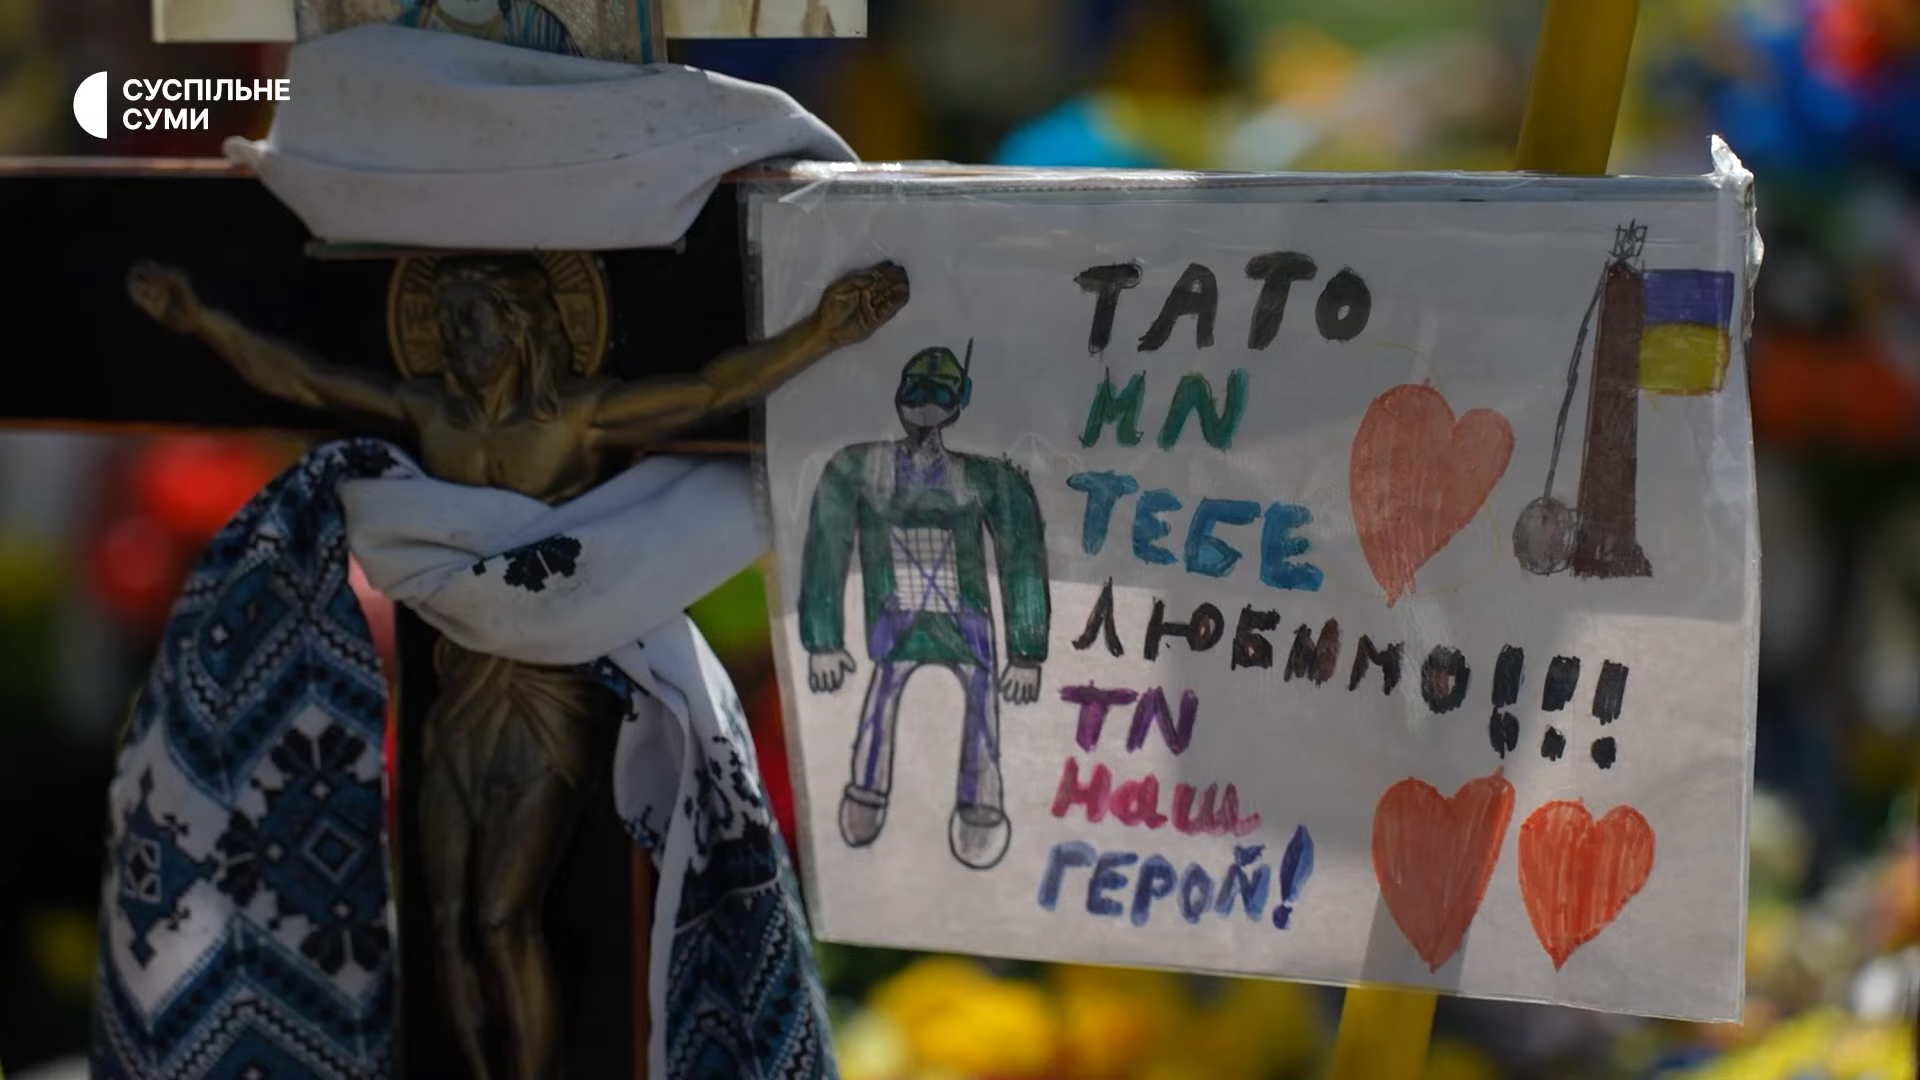 СУСПІЛЬНЕ
СУМИ
ТАТО
МИ
ТЕБЕ
ЛЮБИМО!!!
ТИ
Наш
ГЕРОЙ!